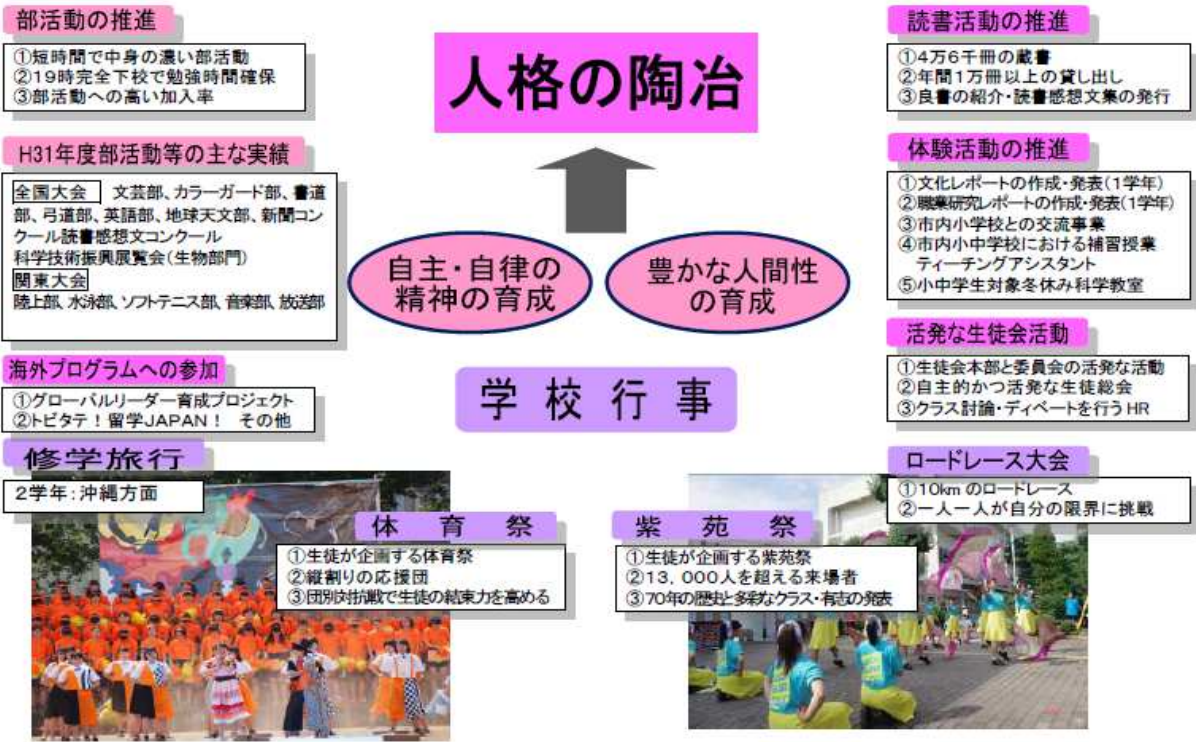 部活動の推進
①短時間で中身の濃い部活動
②19時完全下校で勉強時間確保
③部活動への高い加入率
H31年度部活動等の主な実績
全国大会 文芸部、カラーガード部、書道
部、弓道部、英語部、地球天文部、新聞コン
クール読書感想文コンクール
科学技術振興展覧会(生物部門)
関東大会
陸上部、水泳部、ソフトテニス部、音楽部、放送部
海外プログラムへの参加
①グローバルリーダー育成プロジェクト
②トビタテ！留学JAPAN！ その他
修学旅行
2学年:沖縄方面
人格の陶冶
自主・自律の
精神の育成
豊かな人間性
の育成
学校行事
体育祭
①生徒が企画する体育祭
②縦割りの応援団
③団別対抗戦で生徒の結束力を高める
紫苑祭
①生徒が企画する紫苑祭
②13，000人を超える来場者
③70年の歴史と多彩なクラス・有志の発表
読書活動の推進
①4万6千冊の蔵書
②年間1万冊以上の貸し出し
③良書の紹介・読書感想文集の発行
体験活動の推進
①文化レポートの作成・発表(1学年)
②職業研究レポートの作成・発表(1学年)
③市内小学校との交流事業
④市内小中学校における補習授業
ティーチングアシスタント
⑤小中学生対象冬休み科学教室
活発な生徒会活動
①生徒会本部と委員会の活発な活動
②自主的かつ活発な生徒総会
③クラス討論・ディベートを行うHR
ロードレース大会
①10kmのロードレース
②一人一人が自分の限界に挑戦